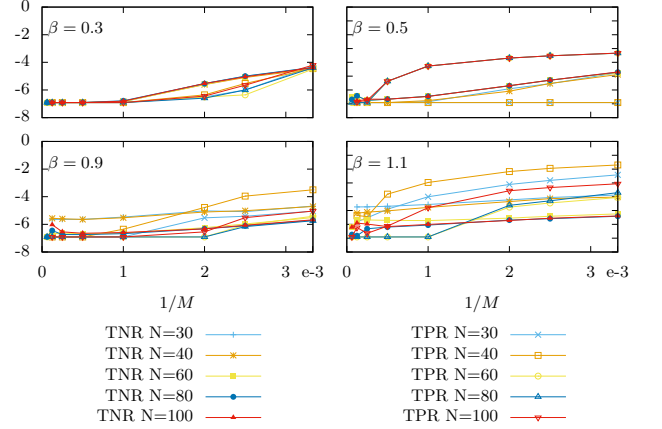 0
-2
-4
-6
-8
β = 0.3
β = 0.5
0
-2
-4
-6
-8
β = 0.9
β = 1.1
0 1 2 3 e-3
0 1 2 3 e-3
1/M
1/M
TNR N=30
TNR N=40
TNR N=60
TNR N=80
TNR N=100
TPR N=30
TPR N=40
TPR N=60
TPR N=80
TPR N=100